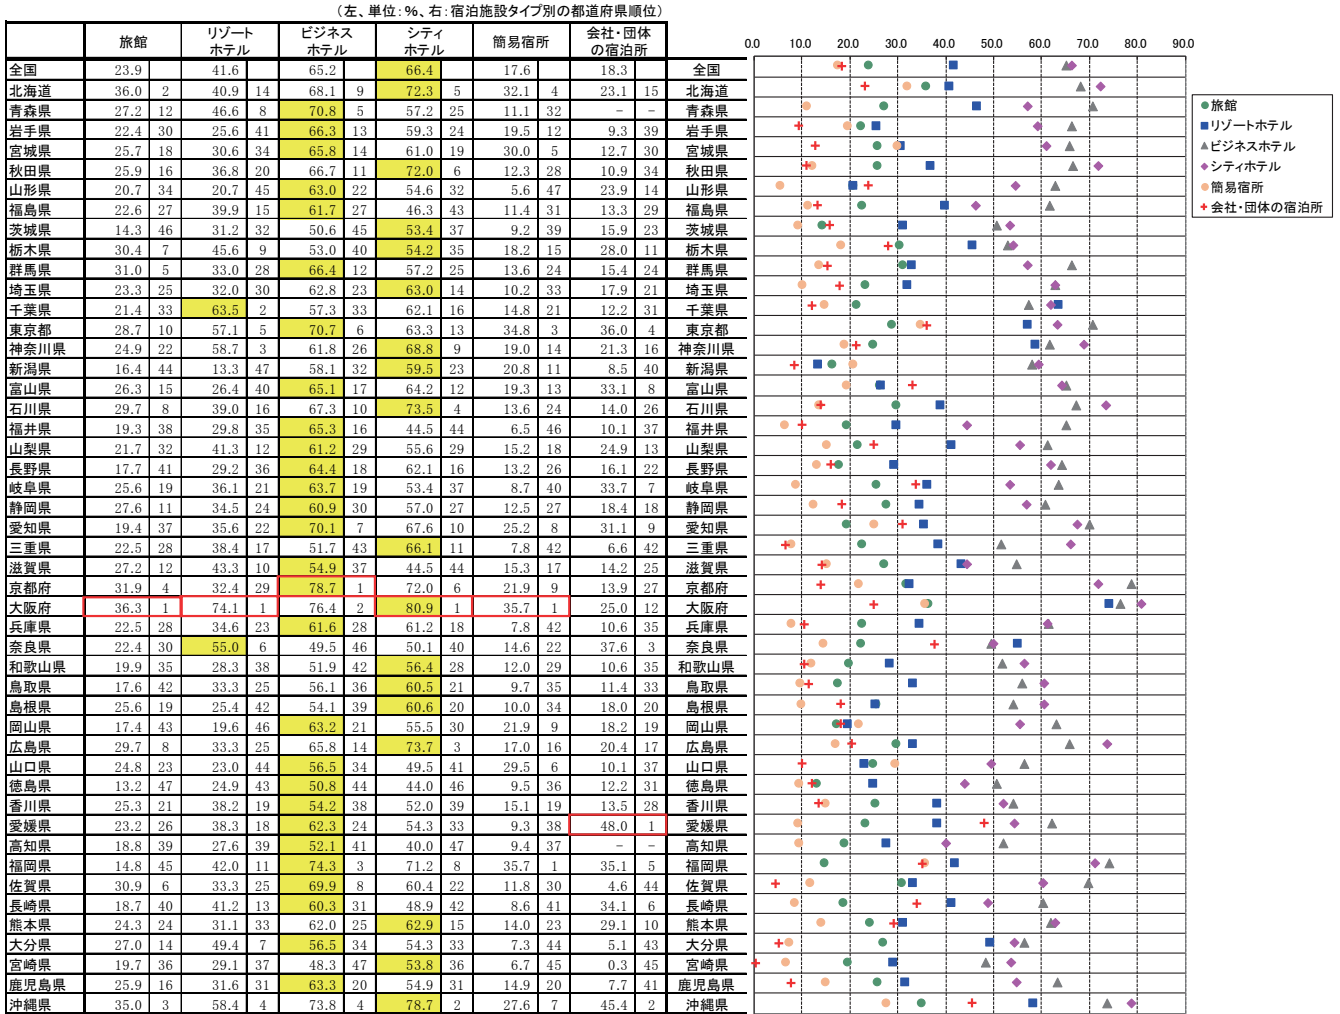 (左、単位：%、右：宿泊施設タイプ別の都道府県順位)
旅館 リゾートホテル ビジネスホテル シティホテル 簡易宿所 会社・団体の宿泊所
全国 23.9 41.6 65.2 66.4 17.6 18.3
北海道 36.0 2 40.9 14 68.1 9 72.3 5 32.1 4 23.1 15
青森県 27.2 12 46.6 8 70.8 5 57.2 25 11.1 32 - -
岩手県 22.4 30 25.6 41 66.3 13 59.3 24 19.5 12 9.3 39
宮城県 25.7 18 30.6 34 65.8 14 61.0 19 30.0 5 12.7 30
秋田県 25.9 16 36.8 20 66.7 11 72.0 6 12.3 28 10.9 34
山形県 20.7 34 20.7 45 63.0 22 54.6 32 5.6 47 23.9 14
福島県 22.6 27 39.9 15 61.7 27 46.3 43 11.4 31 13.3 29
茨城県 14.3 46 31.2 32 50.6 45 53.4 37 9.2 39 15.9 23
栃木県 30.4 7 45.6 9 53.0 40 54.2 35 18.2 15 28.0 11
群馬県 31.0 5 33.0 28 66.4 12 57.2 25 13.6 24 15.4 24
埼玉県 23.3 25 32.0 30 62.8 23 63.0 14 10.2 33 17.9 21
千葉県 21.4 33 63.5 2 57.3 33 62.1 16 14.8 21 12.2 31
東京都 28.7 10 57.1 5 70.7 6 63.3 13 34.8 3 36.0 4
神奈川県 24.9 22 58.7 3 61.8 26 68.8 9 19.0 14 21.3 16
新潟県 16.4 44 13.3 47 58.1 32 59.5 23 20.8 11 8.5 40
富山県 26.3 15 26.4 40 65.1 17 64.2 12 19.3 13 33.1 8
石川県 29.7 8 39.0 16 67.3 10 73.5 4 13.6 24 14.0 26
福井県 19.3 38 29.8 35 65.3 16 44.5 44 6.5 46 10.1 37
山梨県 21.7 32 41.3 12 61.2 29 55.6 29 15.2 18 24.9 13
長野県 17.7 41 29.2 36 64.4 18 62.1 16 13.2 26 16.1 22
岐阜県 25.6 19 36.1 21 63.7 19 53.4 37 8.7 40 33.7 7
静岡県 27.6 11 34.5 24 60.9 30 57.0 27 12.5 27 18.4 18
愛知県 19.4 37 35.6 22 70.1 7 67.6 10 25.2 8 31.1 9
三重県 22.5 28 38.4 17 51.7 43 66.1 11 7.8 42 6.6 42
滋賀県 27.2 12 43.3 10 54.9 37 44.5 44 15.3 17 14.2 25
京都府 31.9 4 32.4 29 78.7 1 72.0 6 21.9 9 13.9 27
大阪府 36.3 1 74.1 1 76.4 2 80.9 1 35.7 1 25.0 12
兵庫県 22.5 28 34.6 23 61.6 28 61.2 18 7.8 42 10.6 35
奈良県 22.4 30 55.0 6 49.5 46 50.1 40 14.6 22 37.6 3
和歌山県 19.9 35 28.3 38 51.9 42 56.4 28 12.0 29 10.6 35
鳥取県 17.6 42 33.3 25 56.1 36 60.5 21 9.7 35 11.4 33
島根県 25.6 19 25.4 42 54.1 39 60.6 20 10.0 34 18.0 20
岡山県 17.4 43 19.6 46 63.2 21 55.5 30 21.9 9 18.2 19
広島県 29.7 8 33.3 25 65.8 14 73.7 3 17.0 16 20.4 17
山口県 24.8 23 23.0 44 56.5 34 49.5 41 29.5 6 10.1 37
徳島県 13.2 47 24.9 43 50.8 44 44.0 46 9.5 36 12.2 31
香川県 25.3 21 38.2 19 54.2 38 52.0 39 15.1 19 13.5 28
愛媛県 23.2 26 38.3 18 62.3 24 54.3 33 9.3 38 48.0 1
高知県 18.8 39 27.6 39 52.1 41 40.0 47 9.4 37 - -
福岡県 14.8 45 42.0 11 74.3 3 71.2 8 35.7 1 35.1 5
佐賀県 30.9 6 33.3 25 69.9 8 60.4 22 11.8 30 4.6 44
長崎県 18.7 40 41.2 13 60.3 31 48.9 42 8.6 41 34.1 6
熊本県 24.3 24 31.1 33 62.0 25 62.9 15 14.0 23 29.1 10
大分県 27.0 14 49.4 7 56.5 34 54.3 33 7.3 44 5.1 43
宮崎県 19.7 36 29.1 37 48.3 47 53.8 36 6.7 45 0.3 45
鹿児島県 25.9 16 31.6 31 63.3 20 54.9 31 14.9 20 7.7 41
沖縄県 35.0 3 58.4 4 73.8 4 78.7 2 27.6 7 45.4 2
0.0 10.0 20.0 30.0 40.0 50.0 60.0 70.0 80.0 90.0
全国
北海道
青森県
岩手県
宮城県
秋田県
山形県
福島県
茨城県
栃木県
群馬県
埼玉県
千葉県
東京都
神奈川県
新潟県
富山県
石川県
福井県
山梨県
長野県
岐阜県
静岡県
愛知県
三重県
滋賀県
京都府
大阪府
兵庫県
奈良県
和歌山県
鳥取県
島根県
岡山県
広島県
山口県
徳島県
香川県
愛媛県
高知県
福岡県
佐賀県
長崎県
熊本県
大分県
宮崎県
鹿児島県
沖縄県
旅館
リゾートホテル
ビジネスホテル
シティホテル
簡易宿所
会社・団体の宿泊所